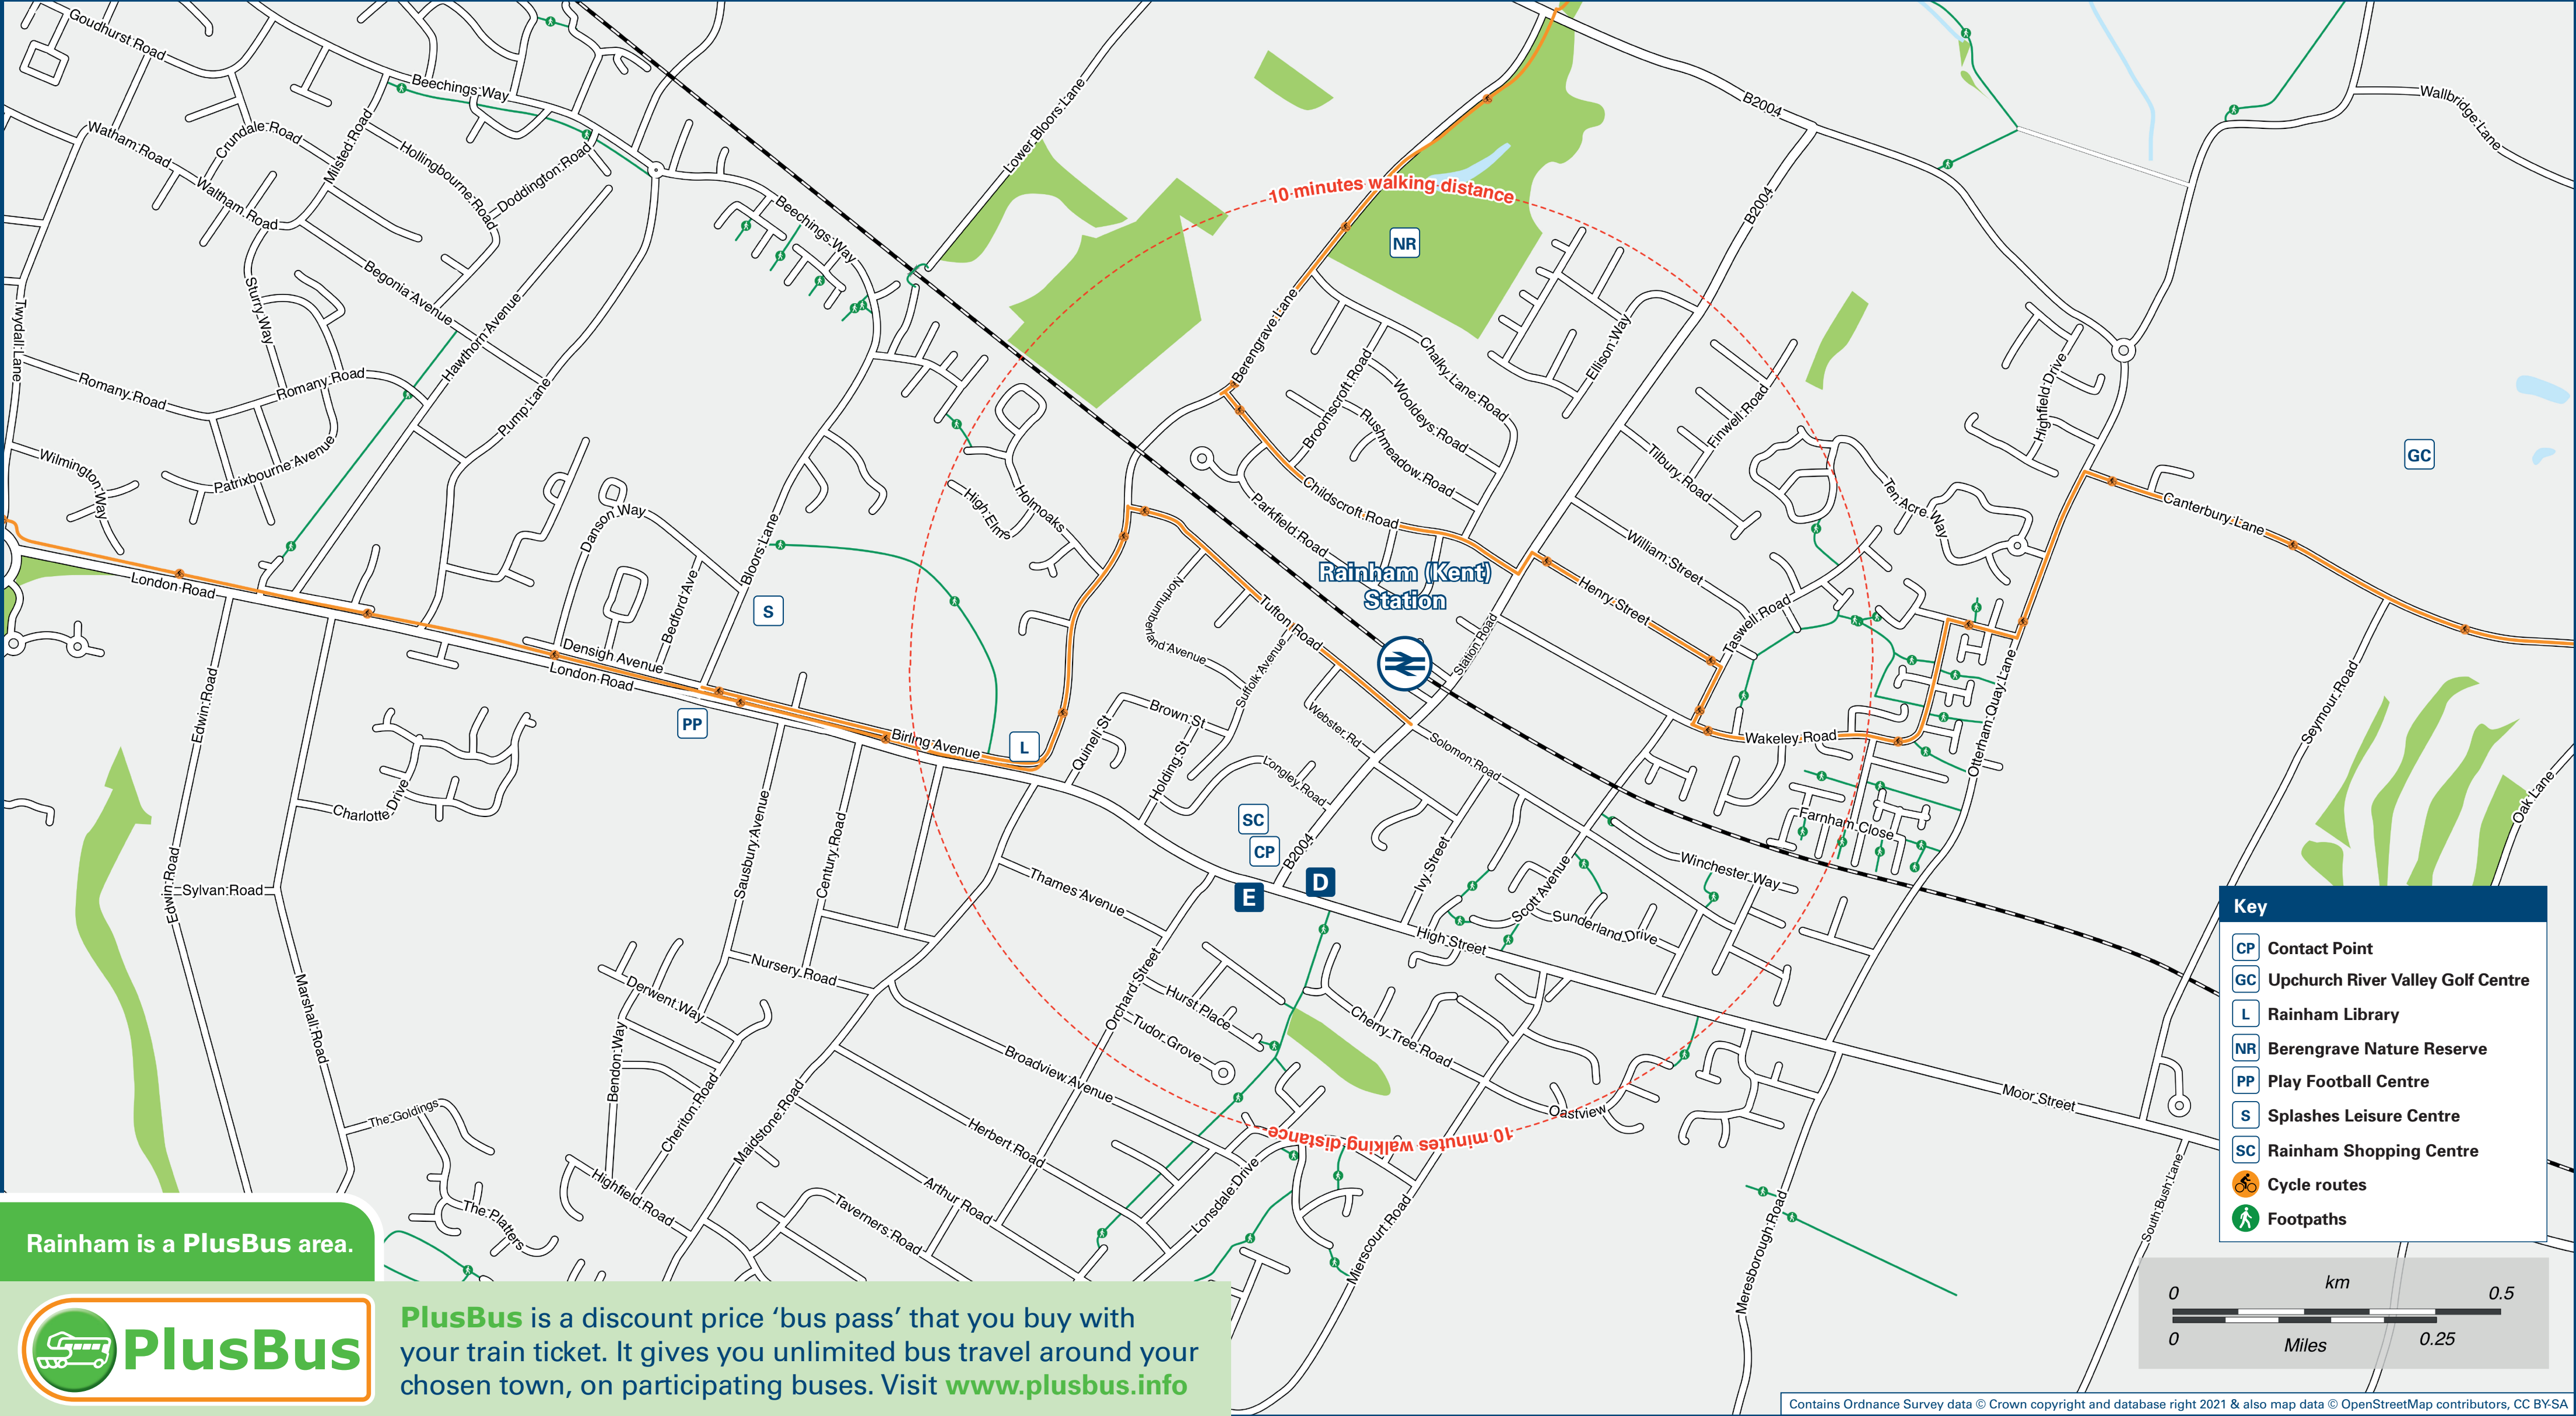 Goudhurst Road
Beechings Way
Watham Road
Crundale Road
Milsted Road
Hollingbourne Road
Doddington Road
Waltham Road
Begonia Avenue
Sturry Way
Twydall Lane
Romany Road
Romany Road
Hawthorn Avenue
Pump Lane
Patrixbourne Avenue
Wilmington Way
Beechings Way
Lower Bloors Lane
B2004
B2004
Wallbridge Lane
10 minutes walking distance
NR
Berengrave Lane
Chalky Lane Road
Ellison Way
Broomscroft Road
Wooldeys Road
Rushmeadow Road
Finwell Road
Tilbury Road
Highfield Drive
Ten Acre Way
GC
Canterbury Lane
High Elms
Holmoaks
Childscroft Road
Parkfield Road
William Street
Danson Way
Bloors Lane
Bedford Ave
London Road
Densigh Avenue
London Road
S
PP
Rainham (Kent)
Station
Henry Street
Taswell Road
Northumberland Avenue
Tufton Road
Station Road
Suffolk Avenue
Brown St
Webster Rd
Solomon Road
Wakeley Road
Otterham Quay Lane
Seymour Road
Oak Lane
Edwin Road
Birling Avenue
L
Quinell St
Holding St
Longley Road
SC
CP
B2004
E
D
Charlotte Drive
Sausbury Avenue
Century Road
Farnham Close
Winchester Way
Ivy Street
Scott Avenue
Sunderland Drive
High Street
Edwin Road
Sylvan Road
Thames Avenue
Marshall Road
Nursery Road
Derwent Way
Bendon Way
Orchard Street
Hurst Place
Tudor Grove
Cherry Tree Road
Broadview Avenue
Oastview
Moor Street
10 minutes walking distance
The Goldings
Cheriton Road
Maidstone Road
Herbert Road
Highfield Road
Arthur Road
Taverners Road
Lonsdale Drive
Mierscourt Road
Meresborough Road
South Bush Lane
The Platters
Key
CP Contact Point
GC Upchurch River Valley Golf Centre
L Rainham Library
NR Berengrave Nature Reserve
PP Play Football Centre
S Splashes Leisure Centre
SC Rainham Shopping Centre
Cycle routes
Footpaths
km
0 0.5
0 0.25
Miles
Rainham is a PlusBus area.
PlusBus
PlusBus is a discount price ‘bus pass’ that you buy with
your train ticket. It gives you unlimited bus travel around your
chosen town, on participating buses. Visit www.plusbus.info
Contains Ordnance Survey data © Crown copyright and database right 2021 & also map data © OpenStreetMap contributors, CC BY-SA